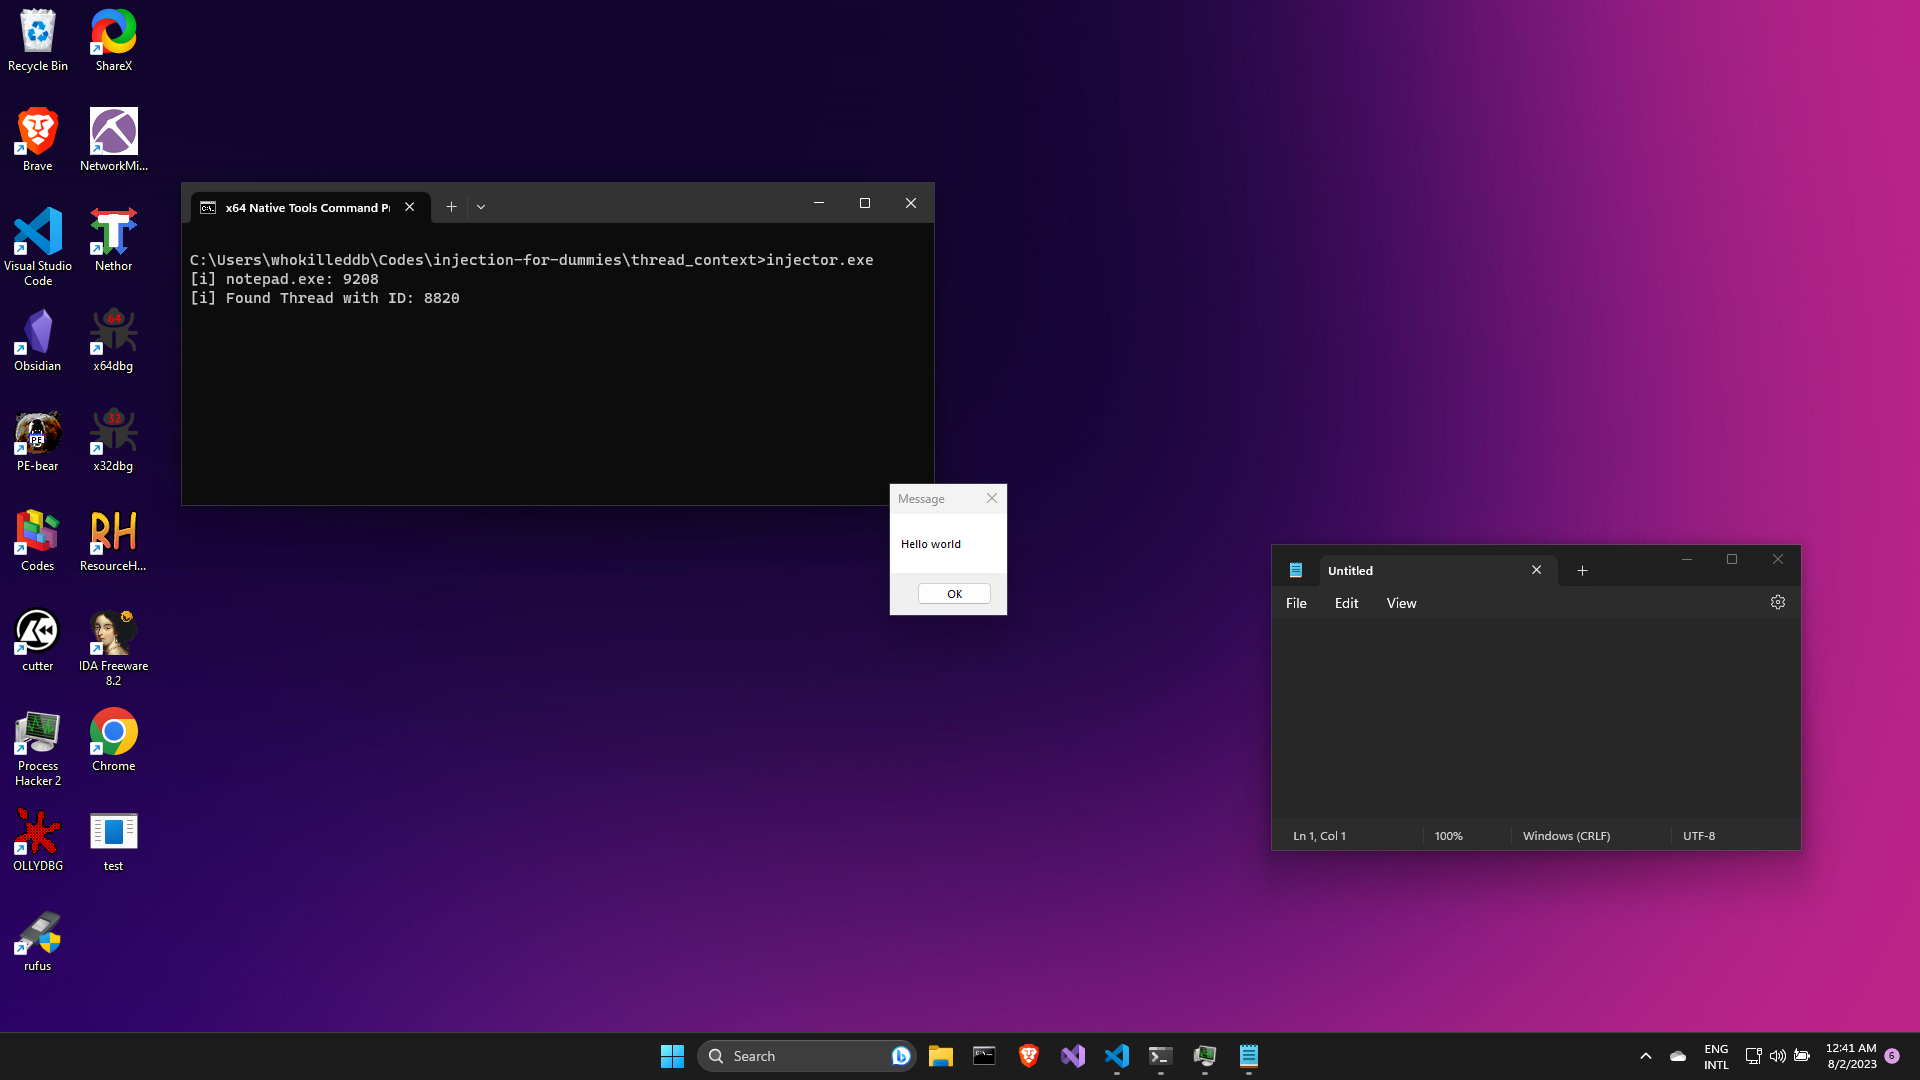 Recycle Bin
ShareX
Brave
NetworkMi...
Visual Studio
Code
Nethor
Obsidian
64
x64dbg
PE
PE-bear
32
x32dbg
Codes
RH
ResourceH...
cutter
IDA Freeware
8.2
Process
Hacker 2
Chrome
OLLYDBG
test
rufus
x64 Native Tools Command P
C:\Users\whokilleddb\Codes\injection-for-dummies\thread_context>injector.exe
[i] notepad.exe: 9208
[i] Found Thread with ID: 8820
Message
Hello world
OK
Untitled
File Edit View
Ln 1, Col 1 100% Windows (CRLF) UTF-8
Search
ENG
INTL
12:41 AM
8/2/2023
6